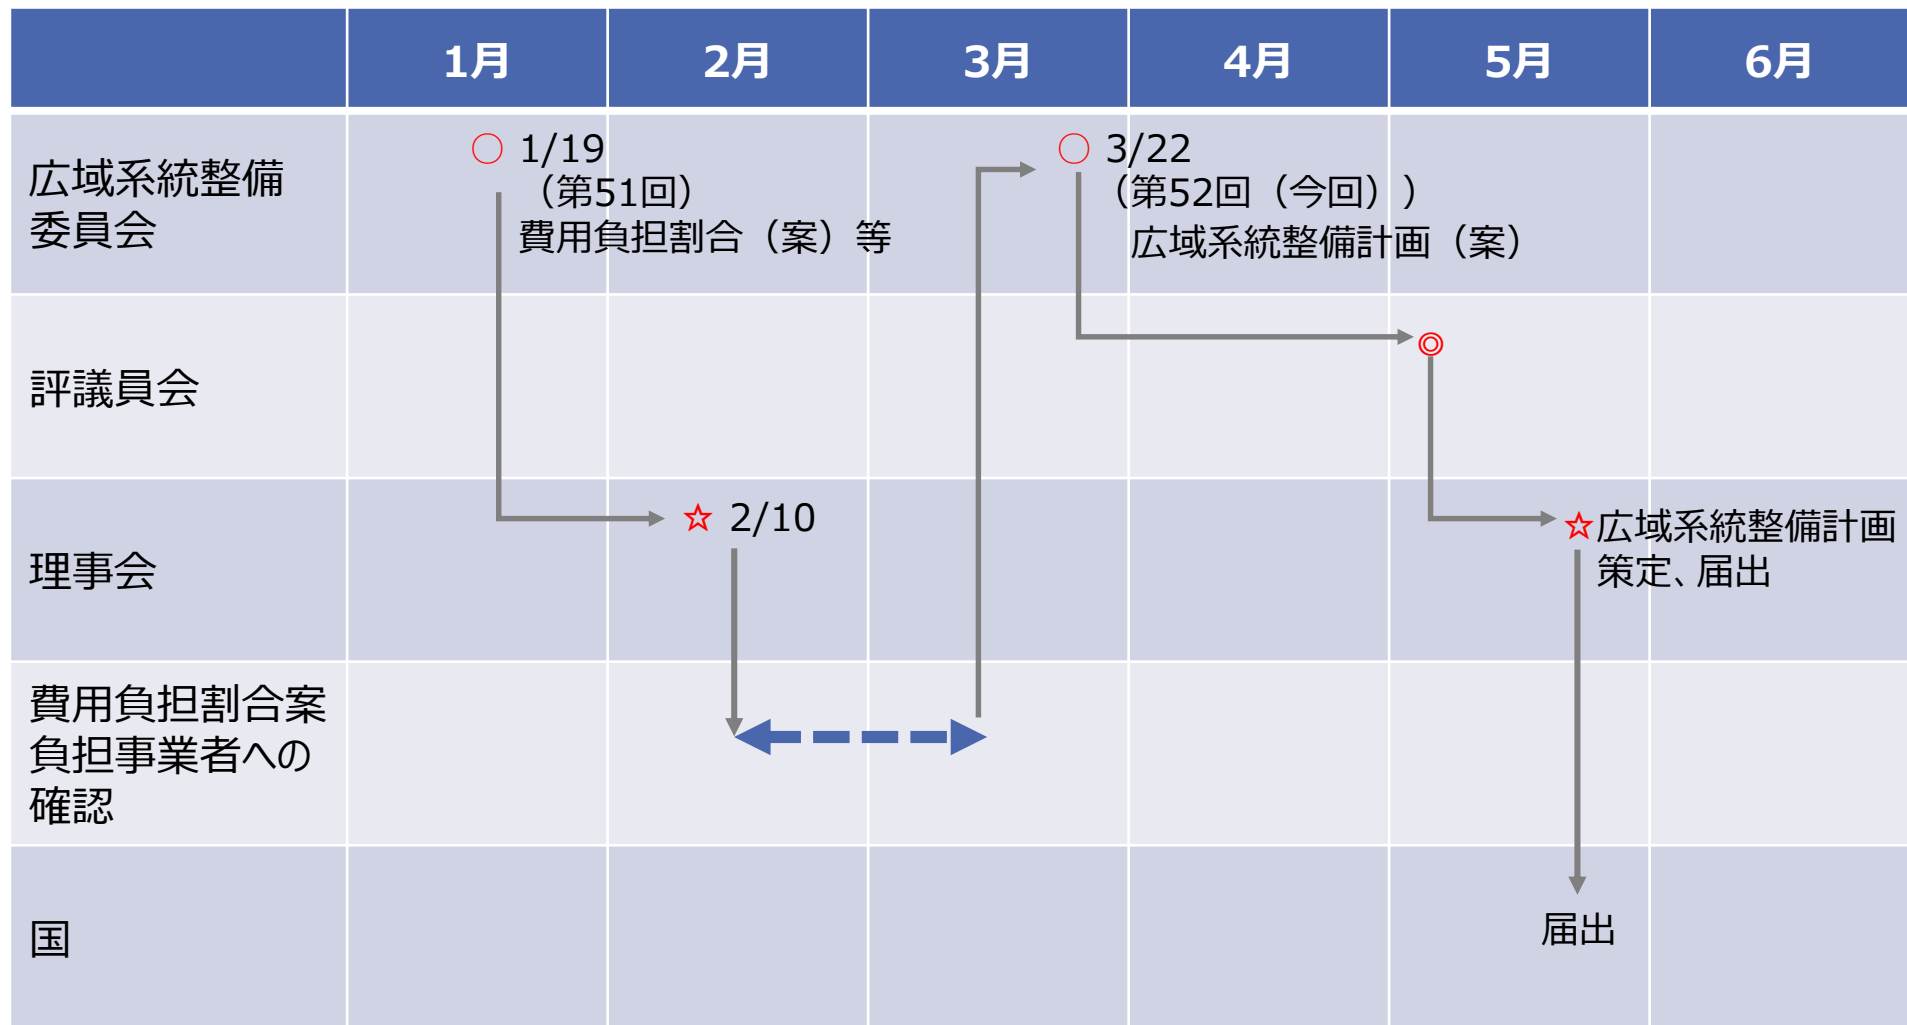 1月 2月 3月 4月 5月 6月
広域系統整備
委員会
○ 1/19
（第51回）
費用負担割合（案）等
○ 3/22
（第52回（今回））
広域系統整備計画（案）
評議員会
◎
理事会
☆ 2/10
☆広域系統整備計画
策定、届出
費用負担割合案
負担事業者への
確認
国
届出